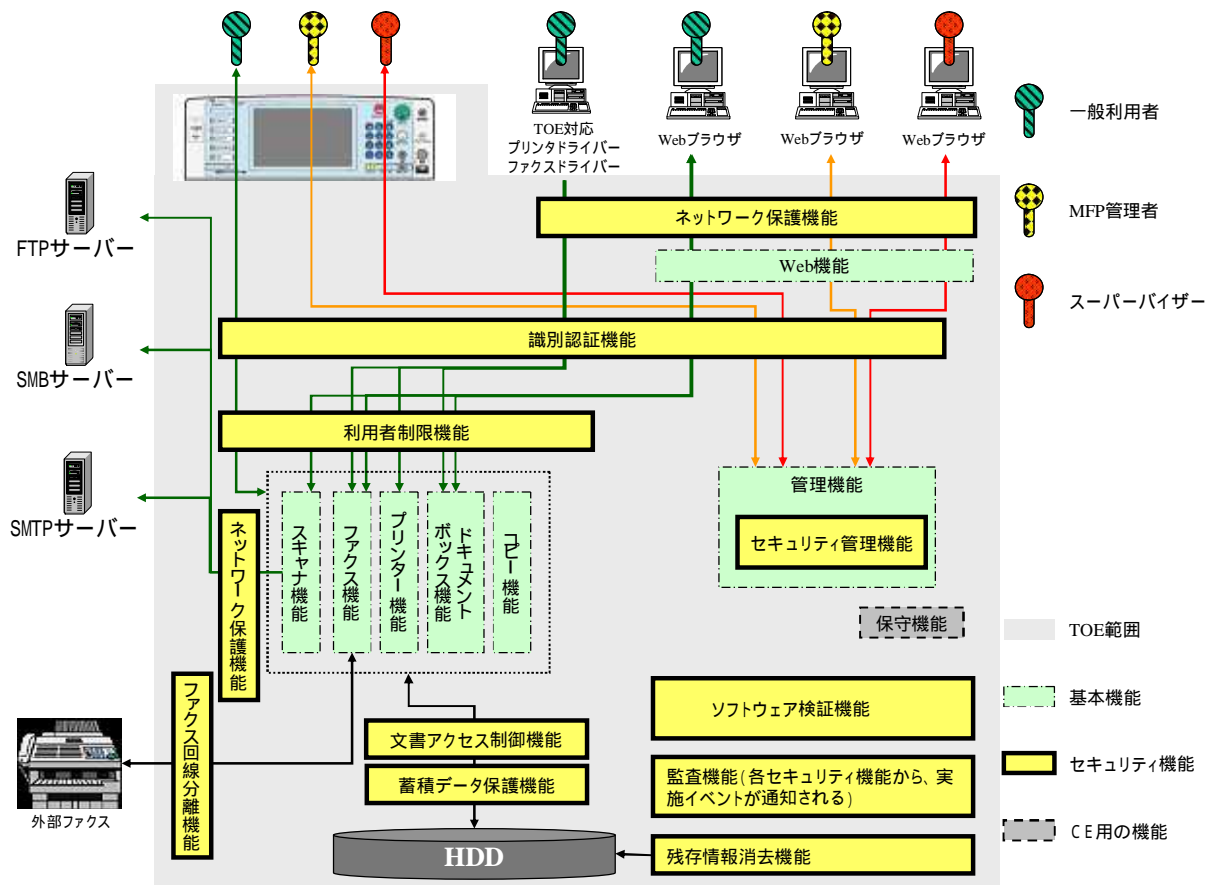 TOE対応
プリンタドライバー
ファクスドライバー
Webブラウザ
Webブラウザ
Webブラウザ
一般利用者
MFP管理者
スーパーバイザー
FTPサーバー
SMBサーバー
SMTPサーバー
ネットワーク保護機能
Web機能
識別認証機能
利用者制限機能
スキャナ機能
ファクス機能
プリンター機能
ドキュメント
ボックス機能
コピー機能
管理機能
セキュリティ管理機能
保守機能
ネットワーク保護機能
ファクス回線分離機能
外部ファクス
文書アクセス制御機能
蓄積データ保護機能
HDD
ソフトウェア検証機能
監査機能(各セキュリティ機能から、実
施イベントが通知される)
残存情報消去機能
TOE範囲
基本機能
セキュリティ機能
CE用の機能